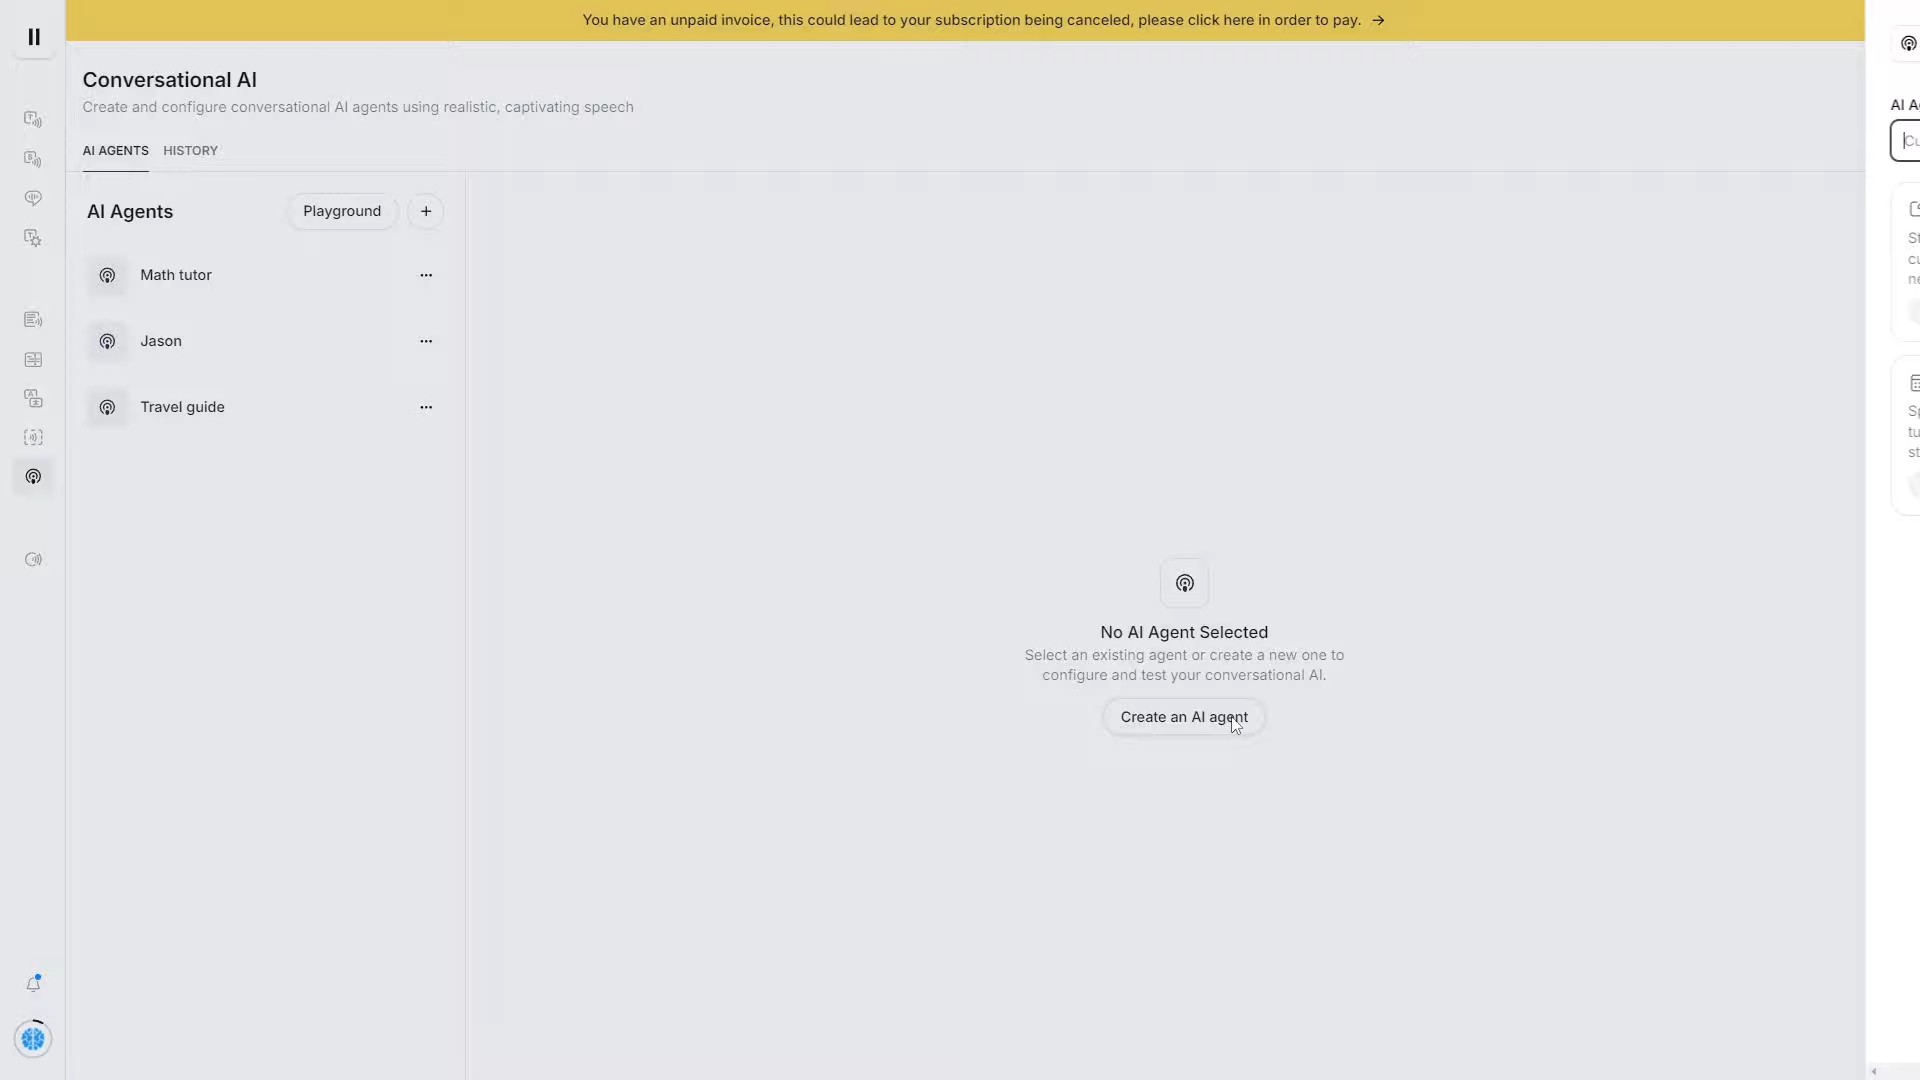 You have an unpaid invoice, this could lead to your subscription being canceled, please click here in order to pay. →
Conversational AI
Create and configure conversational AI agents using realistic, captivating speech
AI AGENTS HISTORY
AI Agents Playground +
Math tutor
Jason
Travel guide
No AI Agent Selected
Select an existing agent or create a new one to
configure and test your conversational AI.
Create an AI agent
AI